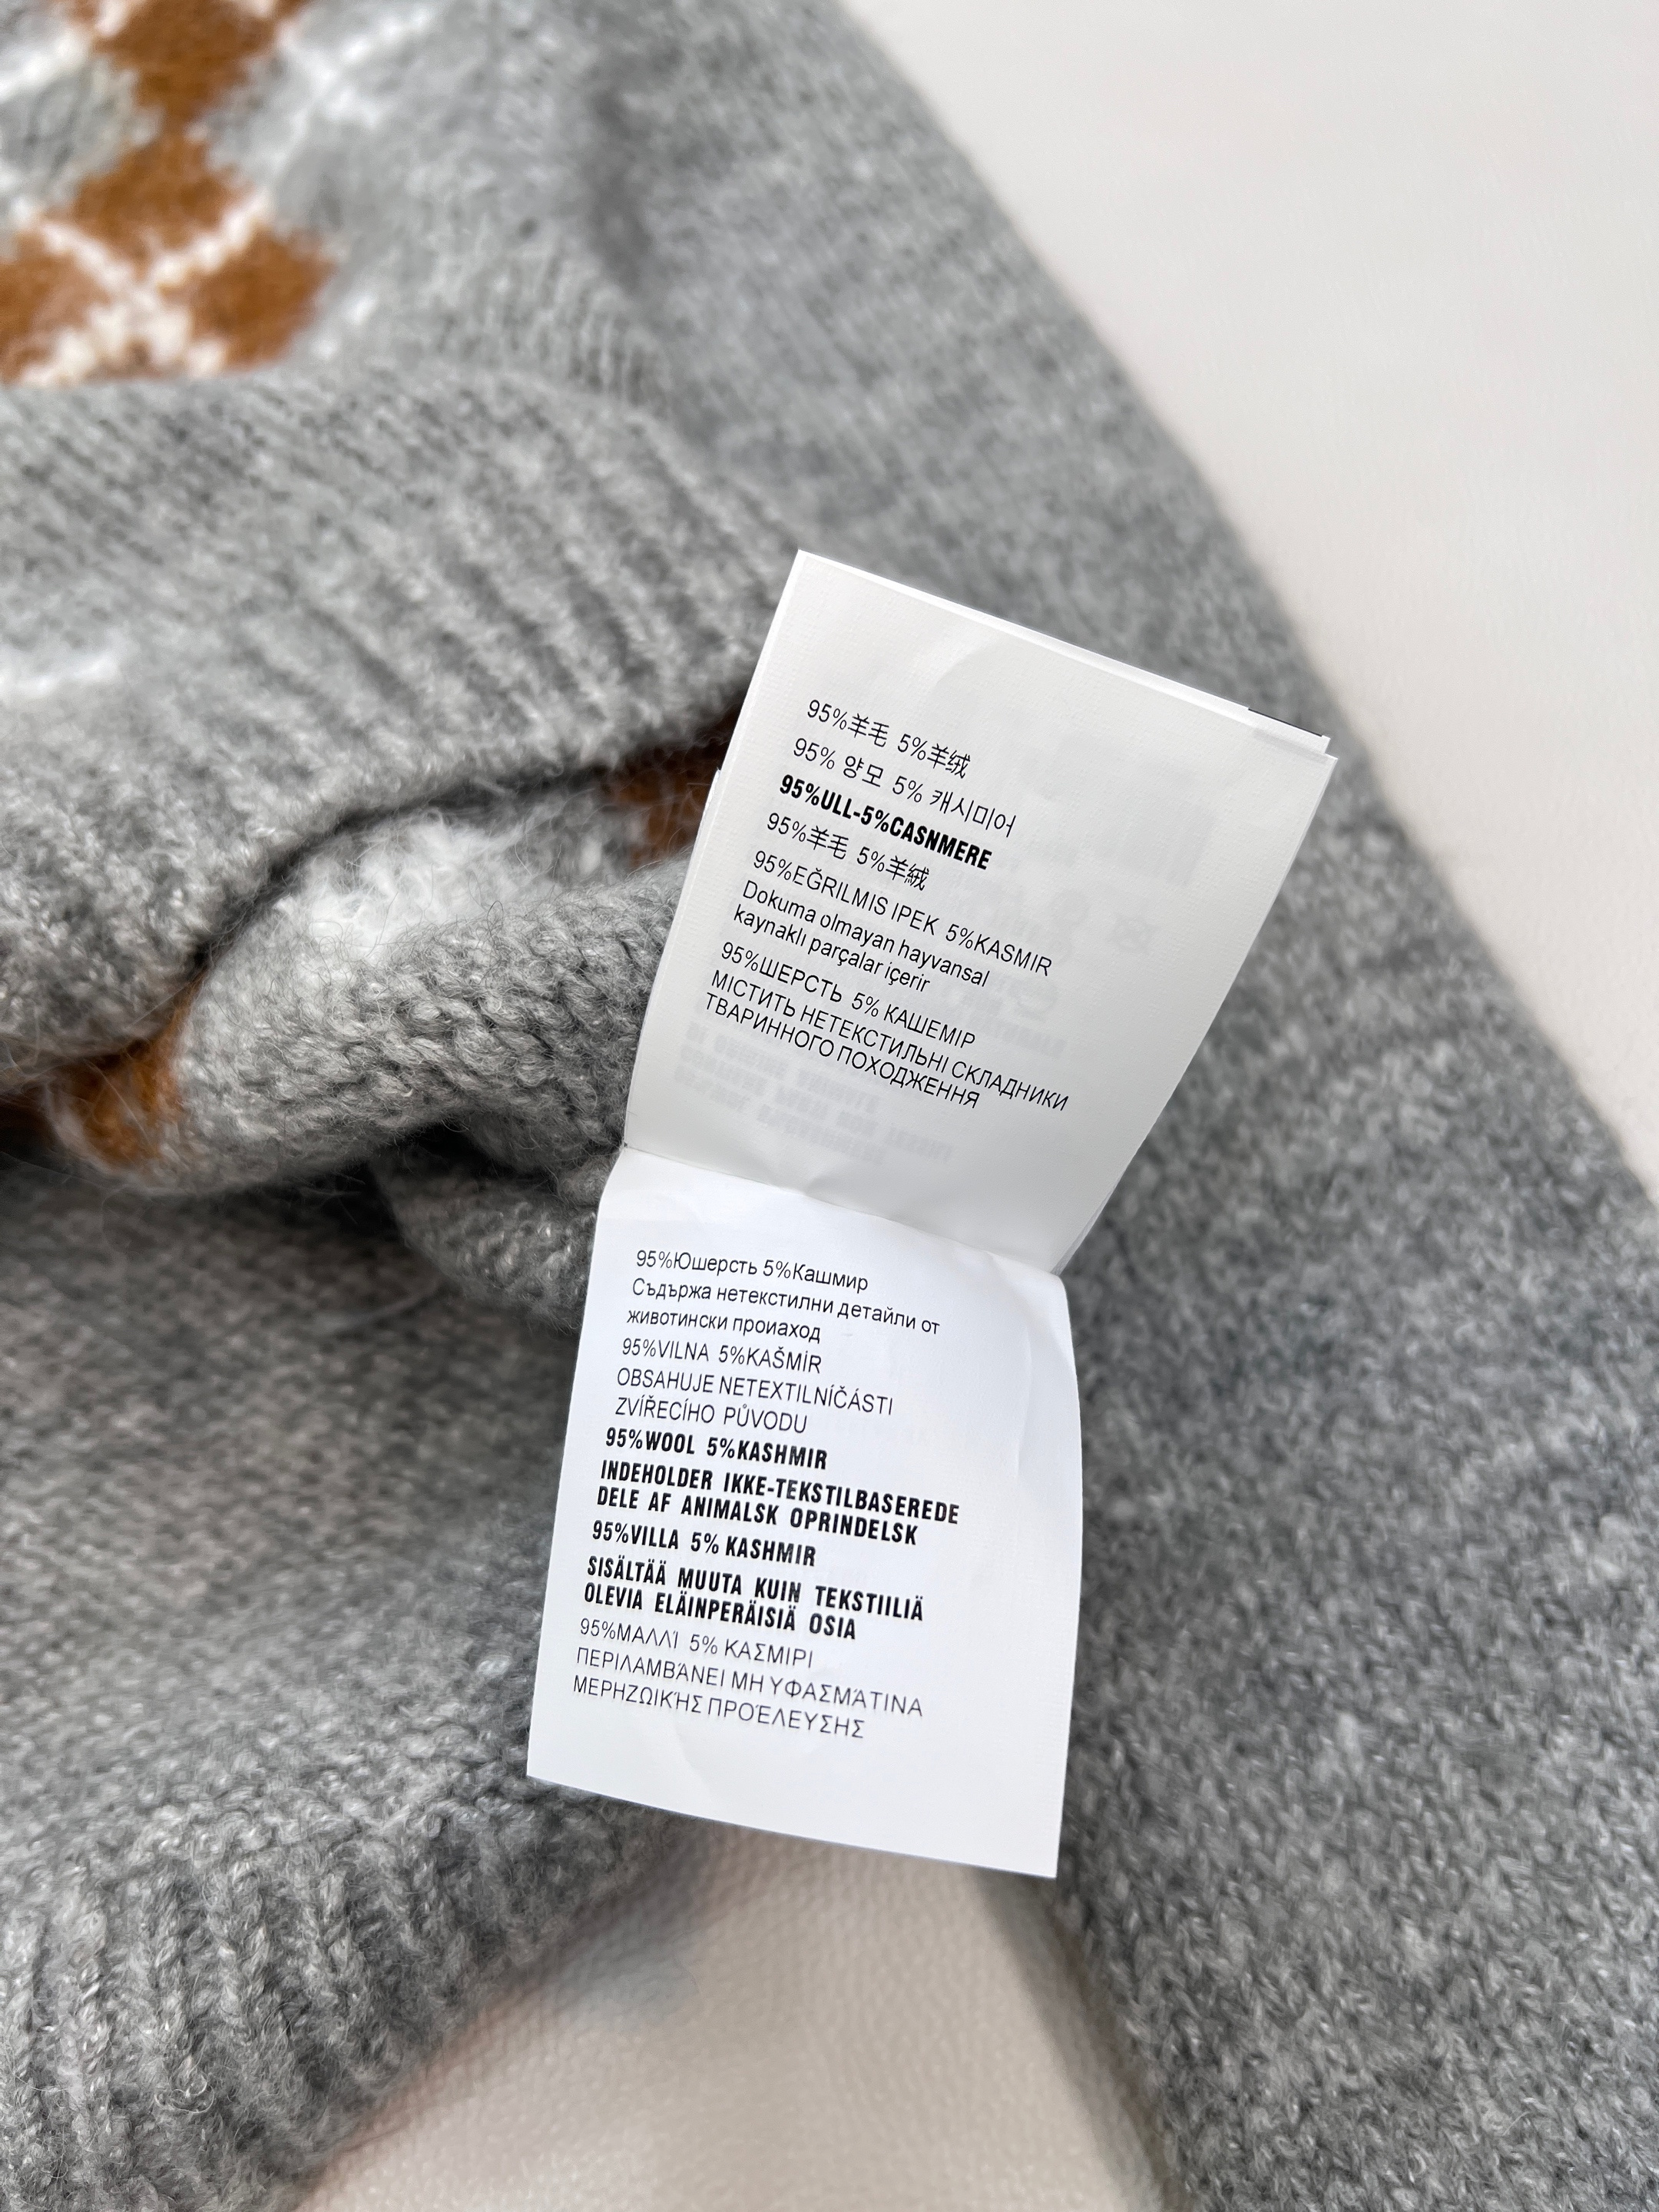 95%羊毛 5%羊绒
95% 양모 5% 캐시미어
95%ULL-5%CASNMERE
95%羊毛 5%羊絨
95%EĞRILMIS IPEK 5%KASMIR
Dokuma olmayan hayvansal
kaynaklı parçalar içerir
95%ШЕРСТЬ 5% КАШЕМІР
МІСТИТЬ НЕТЕКСТИЛЬНІ СКЛАДНИКИ
ТВАРИННОГО ПОХОДЖЕННЯ
95%Юшерсть 5%Кашмир
Съдържа нетекстилни детайли от
животински проиаход
95%VILNA 5%KAŠMÍR
OBSAHUJE NETEXTILNÍČÁSTI
ZVÍŘECÍHO PŮVODU
95%WOOL 5%KASHMIR
INDEHOLDER IKKE-TEKSTILBASEREDE
DELE AF ANIMALSK OPRINDELSK
95%VILLA 5% KASHMIR
SISÄLTÄÄ MUUTA KUIN TEKSTIILIÄ
OLEVIA ELÄINPERÄISIÄ OSIA
95%ΜΑΛΛΊ 5% ΚΑΣΜΙΡΙ
ΠΕΡΙΛΑΜΒΆΝΕΙ ΜΗ ΥΦΑΣΜΆΤΙΝΑ
ΜΕΡΗΖΩΙΚΉΣ ΠΡΟΈΛΕΥΣΗΣ